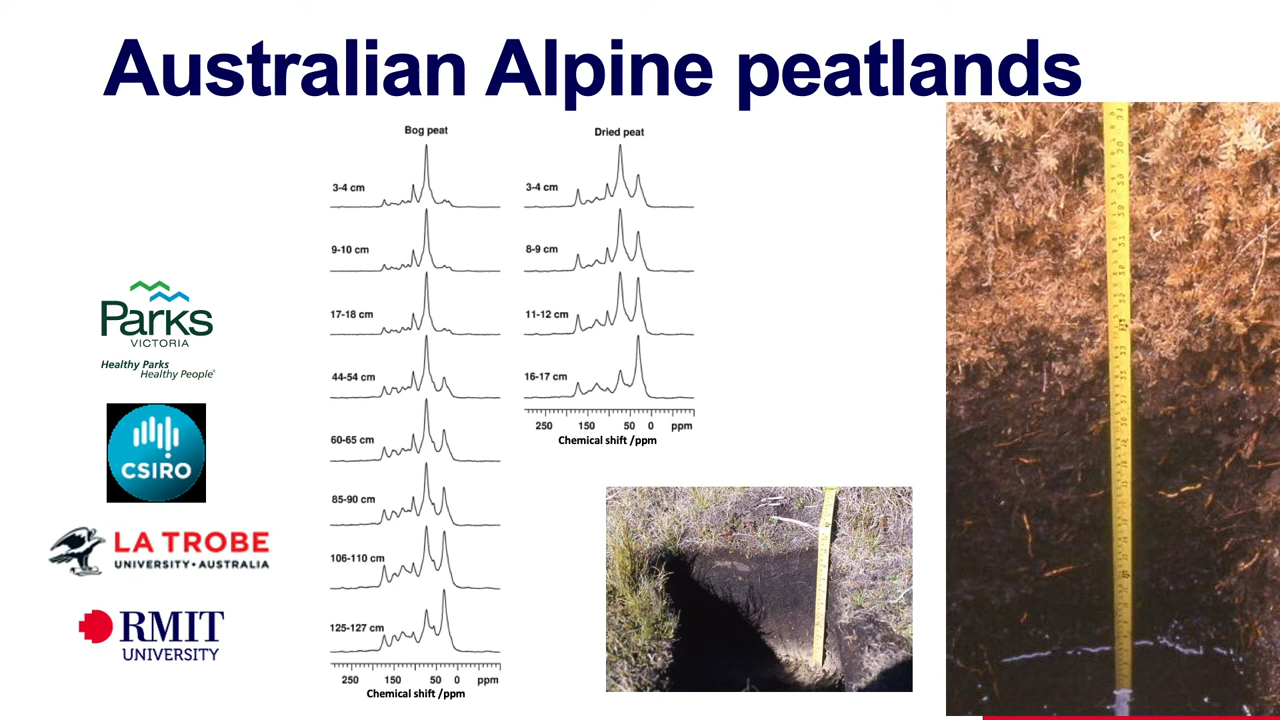 Australian Alpine peatlands
Bog peat
3-4 cm
9-10 cm
17-18 cm
44-54 cm
60-65 cm
85-90 cm
106-110 cm
125-127 cm
250 150 50 0 ppm
Chemical shift /ppm
Dried peat
3-4 cm
8-9 cm
11-12 cm
16-17 cm
250 150 50 0 ppm
Chemical shift /ppm
Parks
VICTORIA
Healthy Parks
Healthy People
CSIRO
LA TROBE
UNIVERSITY • AUSTRALIA
RMIT
UNIVERSITY